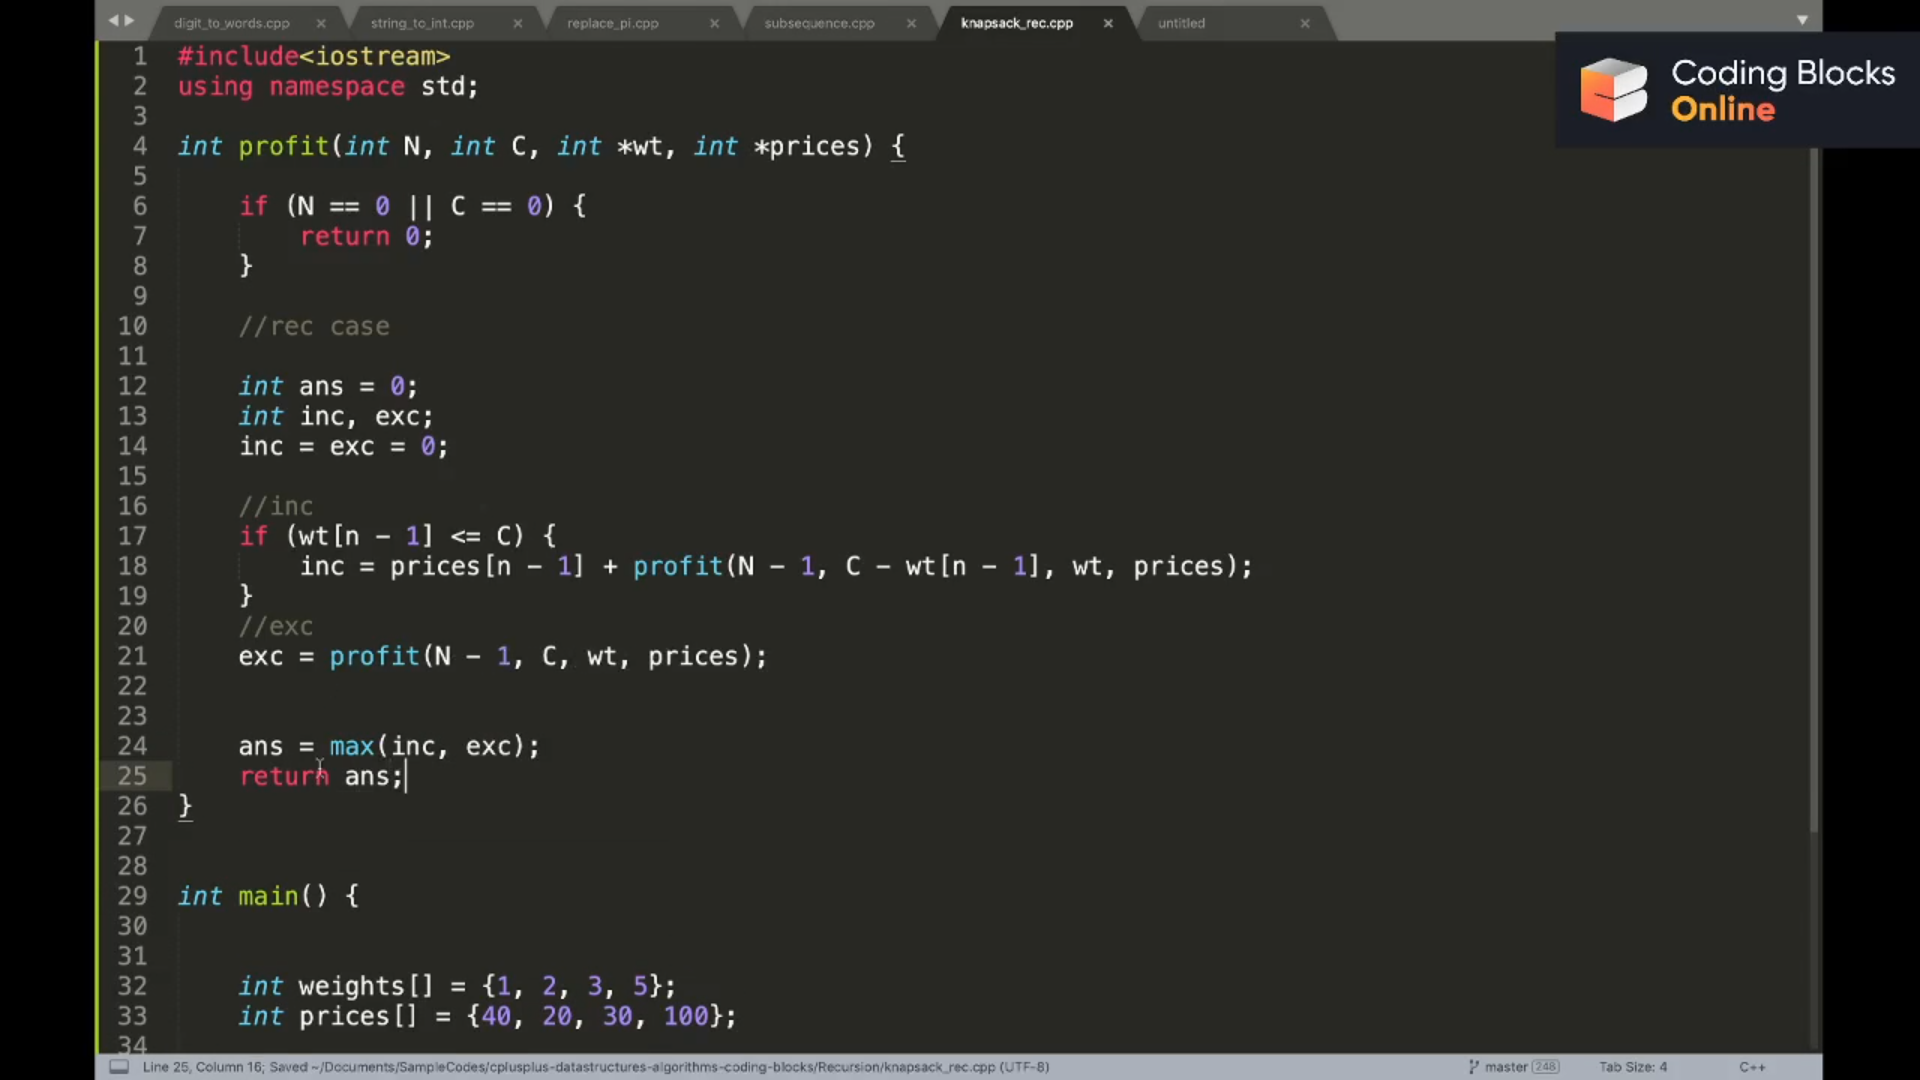 digit_to_words.cpp × string_to_int.cpp × replace_pi.cpp × subsequence.cpp × knapsack_rec.cpp × untitled ×
Coding Blocks
Online
1 #include<iostream>
2 using namespace std;
3
4 int profit(int N, int C, int *wt, int *prices) {
5
6 if (N == 0 || C == 0) {
7 return 0;
8 }
9
10 //rec case
11
12 int ans = 0;
13 int inc, exc;
14 inc = exc = 0;
15
16 //inc
17 if (wt[n - 1] <= C) {
18 inc = prices[n - 1] + profit(N - 1, C - wt[n - 1], wt, prices);
19 }
20 //exc
21 exc = profit(N - 1, C, wt, prices);
22
23
24 ans = max(inc, exc);
25 return ans;
26 }
27
28
29 int main() {
30
31
32 int weights[] = {1, 2, 3, 5};
33 int prices[] = {40, 20, 30, 100};
34
Line 25, Column 16; Saved ~/Documents/SampleCodes/cplusplus-datastructures-algorithms-coding-blocks/Recursion/knapsack_rec.cpp (UTF-8) master 248 Tab Size: 4 C++